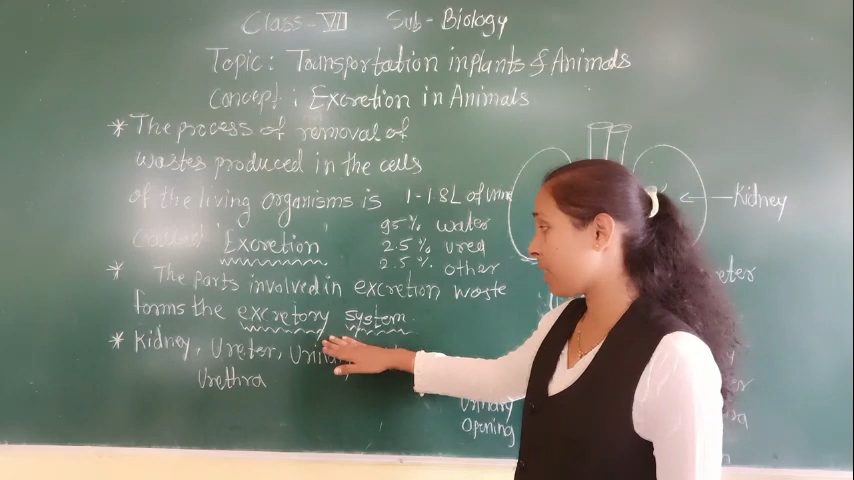 Class-VII Sub-Biology
Topic: Transportation in plants & Animals
Concept: Excretion in Animals
* The process of removal of
wastes produced in the cells
of the living organisms is
called 'Excretion'
1-1.8L of urine
95% water
2.5% urea
2.5% other
waste
* The parts involved in excretion
forms the excretory system.
* Kidney, Ureter,
Urethra
Kidney
Urinary
Opening